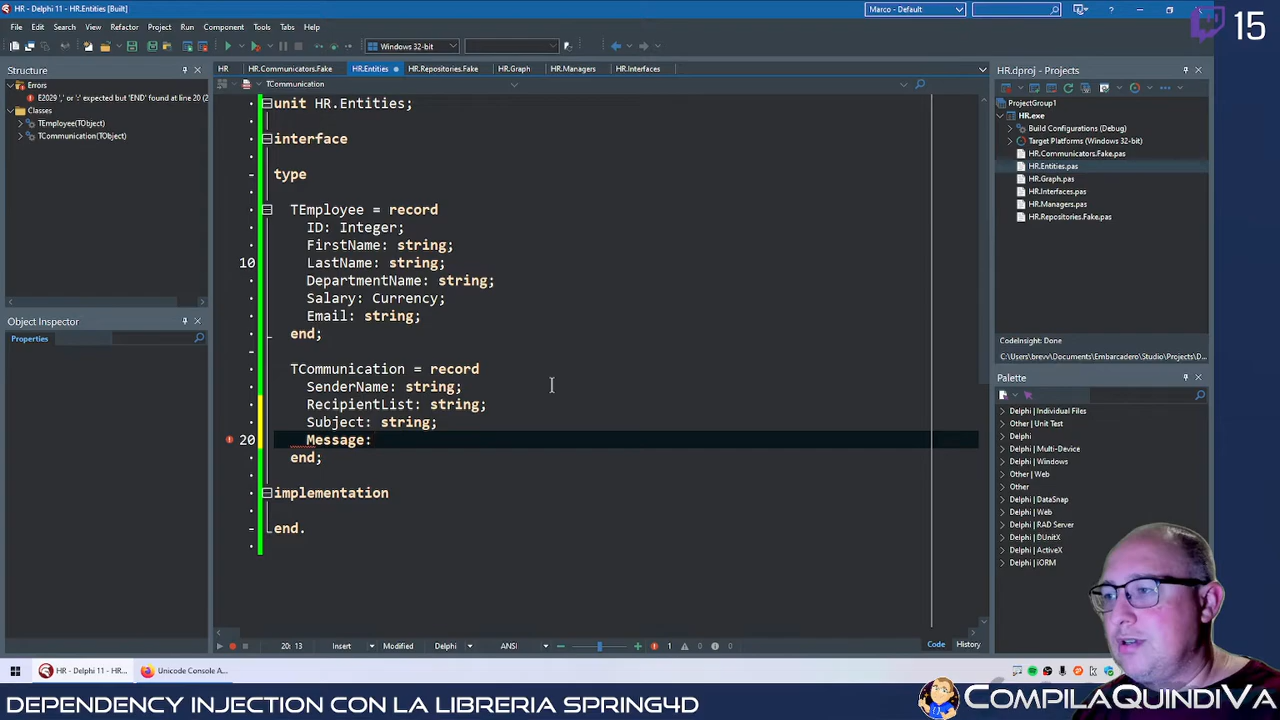 HR - Delphi 11 - HR.Entities [Built]
Marco - Default
15
File Edit Search View Refactor Project Run Component Tools Help
Windows 32-bit
Structure
Errors
E2029 ',' or ':' expected but 'END' found at line 20 (2
Classes
TEmployee(TObject)
TCommunication(TObject)
Object Inspector
Properties
HR HR.Communicators.Fake HR.Entities HR.Repositories.Fake HR.Graph HR.Managers HR.Interfaces
TCommunication
unit HR.Entities;
interface
type
TEmployee = record
ID: Integer;
FirstName: string;
10 LastName: string;
DepartmentName: string;
Salary: Currency;
Email: string;
end;
TCommunication = record
SenderName: string;
RecipientList: string;
Subject: string;
20 Message:
end;
implementation
end.
20: 13 Insert Modified Delphi ANSI 1 0 0 Code History
HR.dproj - Projects
ProjectGroup1
HR.exe
Build Configurations (Debug)
Target Platforms (Windows 32-bit)
HR.Communicators.Fake.pas
HR.Entities.pas
HR.Graph.pas
HR.Interfaces.pas
HR.Managers.pas
HR.Repositories.Fake.pas
CodeInsight: Done
C:\Users\brevv\Documents\Embarcadero\Studio\Projects\D...
Palette
Delphi | Individual Files
Other | Unit Test
Delphi
Delphi | Multi-Device
Delphi | Windows
Other | Web
Other
Delphi | DataSnap
Delphi | Web
Delphi | RAD Server
Delphi | DUnitX
Delphi | ActiveX
Delphi | iORM
HR - Delphi 11 - HR...
Unicode Console A...
DEPENDENCY INJECTION CON LA LIBRERIA SPRING4D
COMPILAQUINDIVA